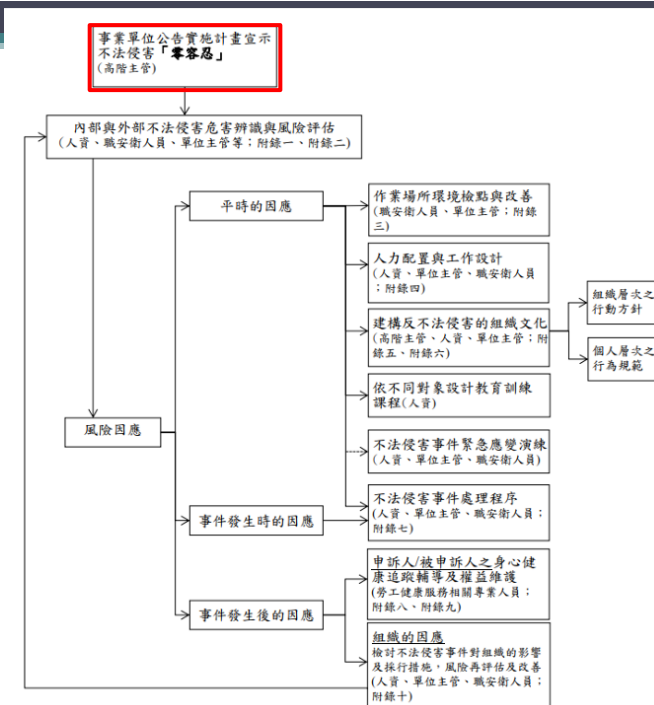 事業單位公告實施計畫宣示
不法侵害「零容忍」
(高階主管)
內部與外部不法侵害危害辨識與風險評估
(人資、職安衛人員、單位主管等；附錄一、附錄二)
平時的因應
作業場所環境檢點與改善
(職安衛人員、單位主管；附錄
三)
人力配置與工作設計
(人資、單位主管、職安衛人員
；附錄四)
建構反不法侵害的組織文化
(高階主管、人資、單位主管；附
錄五、附錄六)
組織層次之
行動方針
個人層次之
行為規範
依不同對象設計教育訓練
課程(人資)
風險因應
不法侵害事件緊急應變演練
(人資、單位主管、職安衛人員)
事件發生時的因應
不法侵害事件處理程序
(人資、單位主管、職安衛人員；
附錄七)
事件發生後的因應
申訴人/被申訴人之身心健
康追蹤輔導及權益維護
(勞工健康服務相關專業人員；
附錄八、附錄九)
組織的因應
檢討不法侵害事件對組織的影響
及採行措施，風險再評估及改善
(人資、單位主管、職安衛人員；
附錄十)